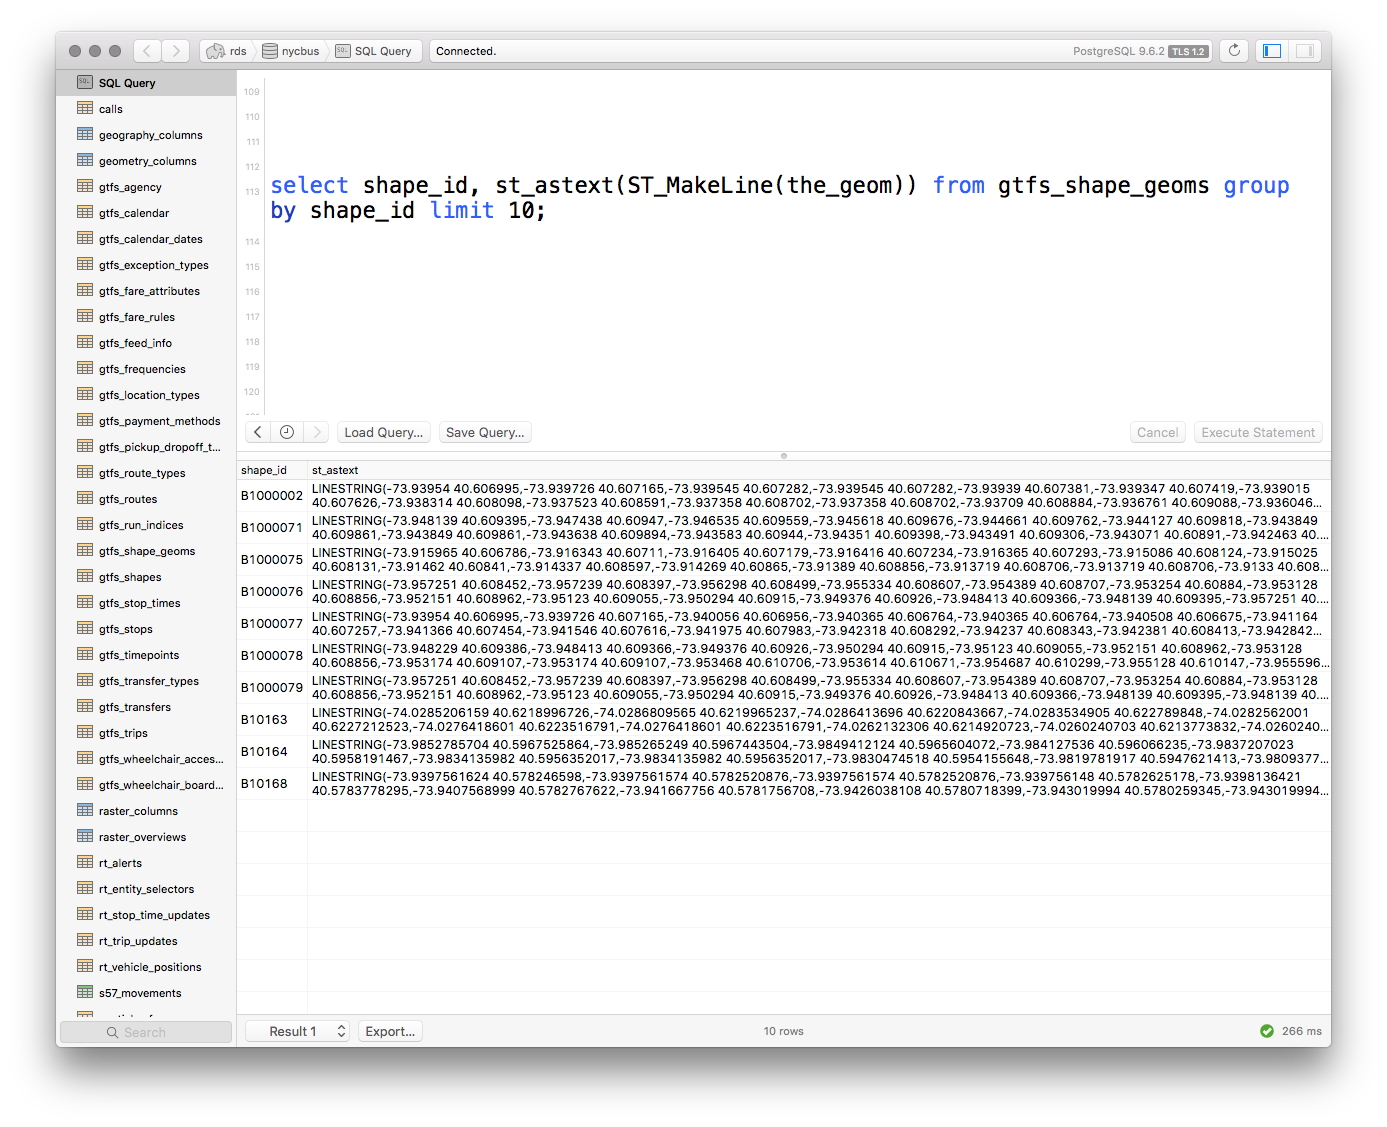 rds nycbus SQL Query Connected. PostgreSQL 9.6.2 TLS 1.2
SQL Query
calls
geography_columns
geometry_columns
gtfs_agency
gtfs_calendar
gtfs_calendar_dates
gtfs_exception_types
gtfs_fare_attributes
gtfs_fare_rules
gtfs_feed_info
gtfs_frequencies
gtfs_location_types
gtfs_payment_methods
gtfs_pickup_dropoff_t...
gtfs_route_types
gtfs_routes
gtfs_run_indices
gtfs_shape_geoms
gtfs_shapes
gtfs_stop_times
gtfs_stops
gtfs_timepoints
gtfs_transfer_types
gtfs_transfers
gtfs_trips
gtfs_wheelchair_acces...
gtfs_wheelchair_board...
raster_columns
raster_overviews
rt_alerts
rt_entity_selectors
rt_stop_time_updates
rt_trip_updates
rt_vehicle_positions
s57_movements
Search
109
110
111
112
113 select shape_id, st_astext(ST_MakeLine(the_geom)) from gtfs_shape_geoms group
by shape_id limit 10;
114
115
116
117
118
119
120
Load Query... Save Query... Cancel Execute Statement
shape_id st_astext
B1000002 LINESTRING(-73.93954 40.606995,-73.939726 40.607165,-73.939545 40.607282,-73.939545 40.607282,-73.93939 40.607381,-73.939347 40.607419,-73.939015
40.607626,-73.938314 40.608098,-73.937523 40.608591,-73.937358 40.608702,-73.937358 40.608702,-73.93709 40.608884,-73.936761 40.609088,-73.936046...
B1000071 LINESTRING(-73.948139 40.609395,-73.947438 40.60947,-73.946535 40.609559,-73.945618 40.609676,-73.944661 40.609762,-73.944127 40.609818,-73.943849
40.609861,-73.943849 40.609861,-73.943638 40.609894,-73.943583 40.60944,-73.94351 40.609398,-73.943491 40.609306,-73.943071 40.60891,-73.942463 40....
B1000075 LINESTRING(-73.915965 40.606786,-73.916343 40.60711,-73.916405 40.607179,-73.916416 40.607234,-73.916365 40.607293,-73.915086 40.608124,-73.915025
40.608131,-73.91462 40.60841,-73.914337 40.608597,-73.914269 40.60865,-73.91389 40.608856,-73.913719 40.608706,-73.913719 40.608706,-73.9133 40.608...
B1000076 LINESTRING(-73.957251 40.608452,-73.957239 40.608397,-73.956298 40.608499,-73.955334 40.608607,-73.954389 40.608707,-73.953254 40.60884,-73.953128
40.608856,-73.952151 40.608962,-73.95123 40.609055,-73.950294 40.60915,-73.949376 40.60926,-73.948413 40.609366,-73.948139 40.609395,-73.957251 40....
B1000077 LINESTRING(-73.93954 40.606995,-73.939726 40.607165,-73.940056 40.606956,-73.940365 40.606764,-73.940365 40.606764,-73.940508 40.606675,-73.941164
40.607257,-73.941366 40.607454,-73.941546 40.607616,-73.941975 40.607983,-73.942318 40.608292,-73.94237 40.608343,-73.942381 40.608413,-73.942842...
B1000078 LINESTRING(-73.948229 40.609386,-73.948413 40.609366,-73.949376 40.60926,-73.950294 40.60915,-73.95123 40.609055,-73.952151 40.608962,-73.953128
40.608856,-73.953174 40.609107,-73.953174 40.609107,-73.953468 40.610706,-73.953614 40.610671,-73.954687 40.610299,-73.955128 40.610147,-73.955596...
B1000079 LINESTRING(-73.957251 40.608452,-73.957239 40.608397,-73.956298 40.608499,-73.955334 40.608607,-73.954389 40.608707,-73.953254 40.60884,-73.953128
40.608856,-73.952151 40.608962,-73.95123 40.609055,-73.950294 40.60915,-73.949376 40.60926,-73.948413 40.609366,-73.948139 40.609395,-73.948139 40....
B10163 LINESTRING(-74.0285206159 40.6218996726,-74.0286809565 40.6219965237,-74.0286413696 40.6220843667,-74.0283534905 40.622789848,-74.0282562001
40.6227212523,-74.0276418601 40.6223516791,-74.0276418601 40.6223516791,-74.0262132306 40.6214920723,-74.0260240703 40.6213773832,-74.0260240...
B10164 LINESTRING(-73.9852785704 40.5967525864,-73.985265249 40.5967443504,-73.9849412124 40.5965604072,-73.984127536 40.596066235,-73.9837207023
40.5958191467,-73.9834135982 40.5956352017,-73.9834135982 40.5956352017,-73.9830474518 40.5954155648,-73.9819781917 40.5947621413,-73.9809377...
B10168 LINESTRING(-73.9397561624 40.578246598,-73.9397561574 40.5782520876,-73.9397561574 40.5782520876,-73.939756148 40.5782625178,-73.9398136421
40.5783778295,-73.9407568999 40.5782767622,-73.941667756 40.5781756708,-73.9426038108 40.5780718399,-73.943019994 40.5780259345,-73.943019994...
Result 1 Export... 10 rows 266 ms